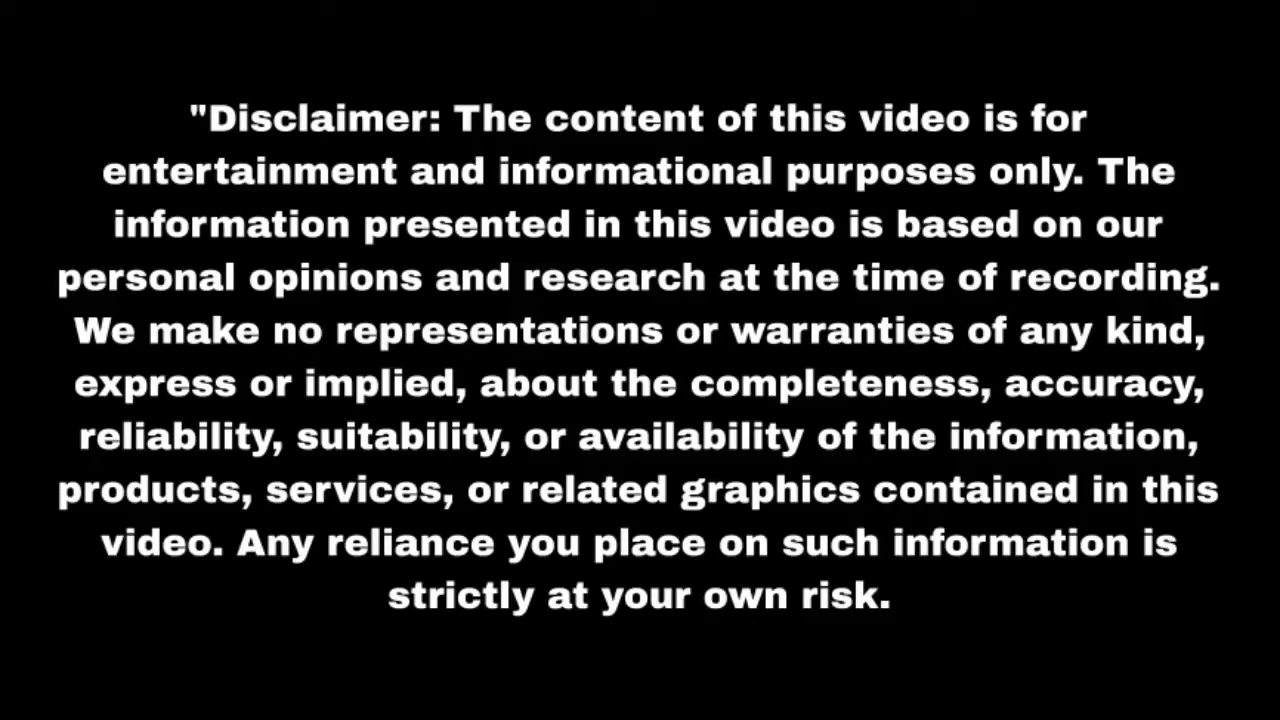 "Disclaimer: The content of this video is for
entertainment and informational purposes only. The
information presented in this video is based on our
personal opinions and research at the time of recording.
We make no representations or warranties of any kind,
express or implied, about the completeness, accuracy,
reliability, suitability, or availability of the information,
products, services, or related graphics contained in this
video. Any reliance you place on such information is
strictly at your own risk.